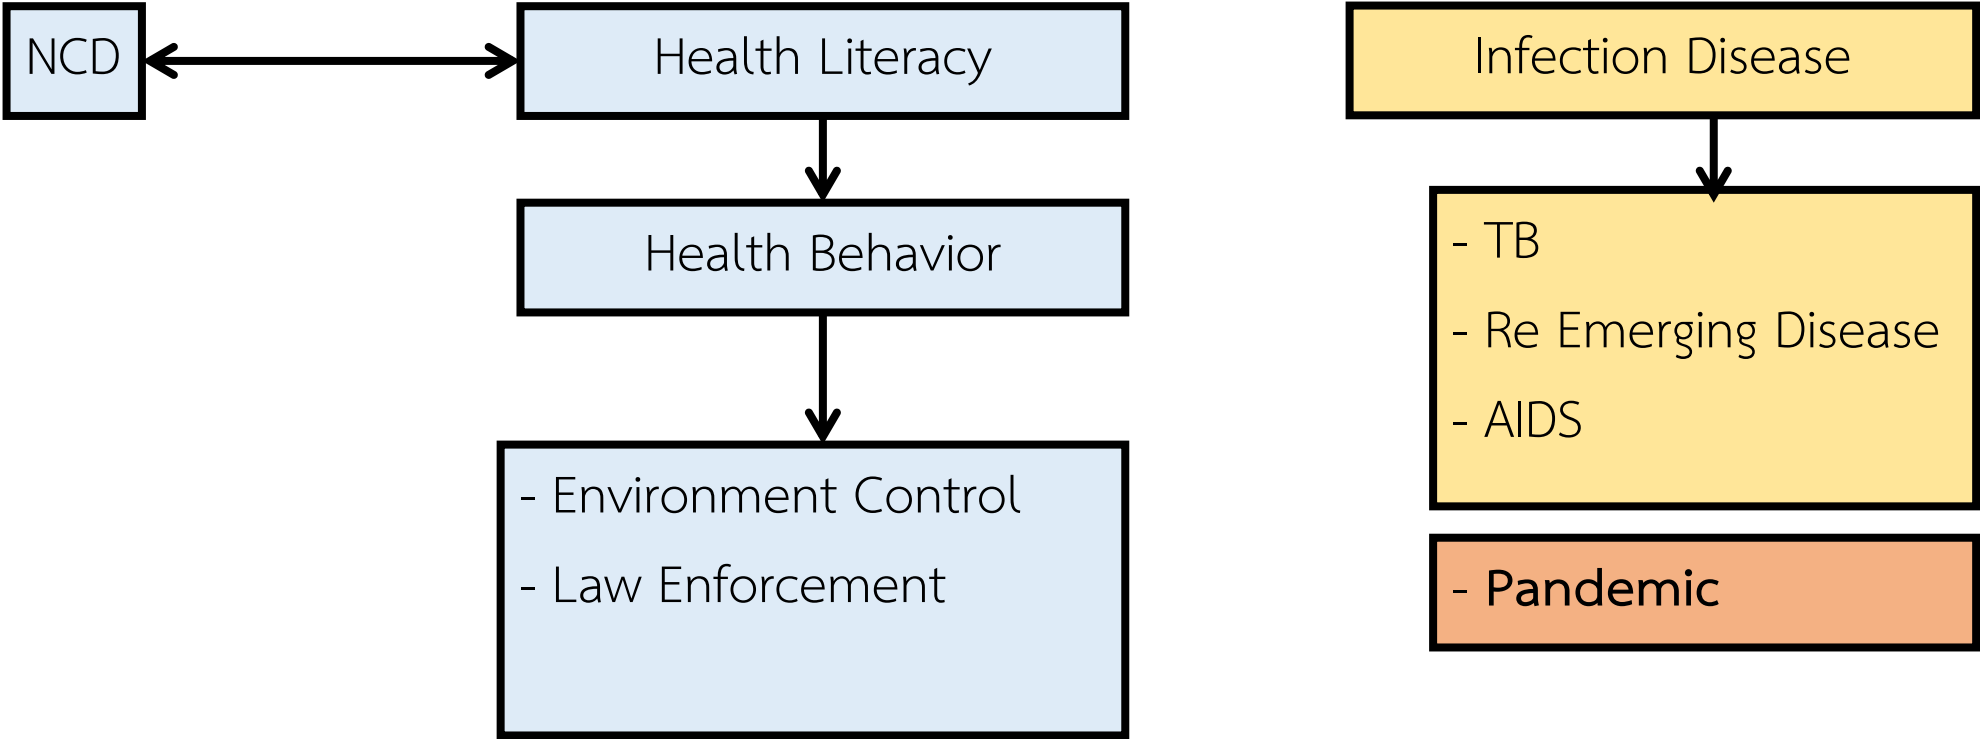 NCD
Health Literacy
Health Behavior
- Environment Control
- Law Enforcement
Infection Disease
- TB
- Re Emerging Disease
- AIDS
- Pandemic